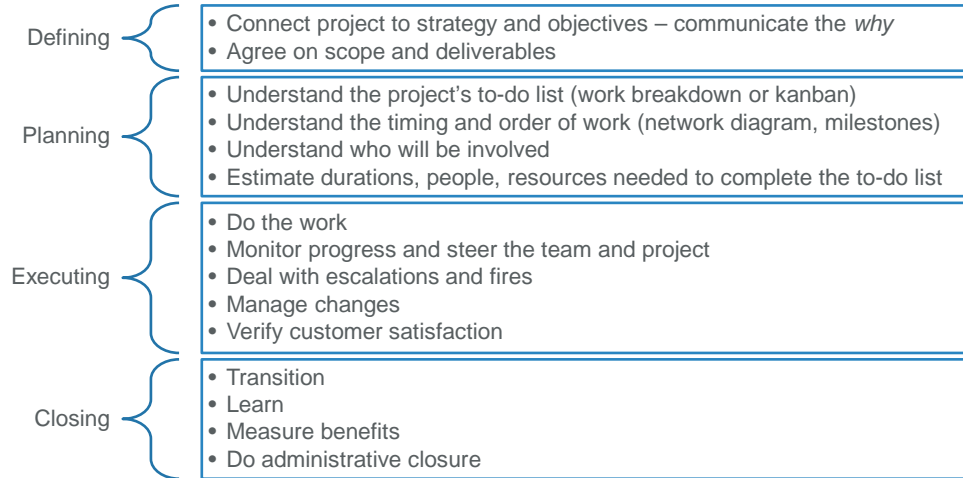 Defining
• Connect project to strategy and objectives – communicate the why
• Agree on scope and deliverables
Planning
• Understand the project's to-do list (work breakdown or kanban)
• Understand the timing and order of work (network diagram, milestones)
• Understand who will be involved
• Estimate durations, people, resources needed to complete the to-do list
Executing
• Do the work
• Monitor progress and steer the team and project
• Deal with escalations and fires
• Manage changes
• Verify customer satisfaction
Closing
• Transition
• Learn
• Measure benefits
• Do administrative closure